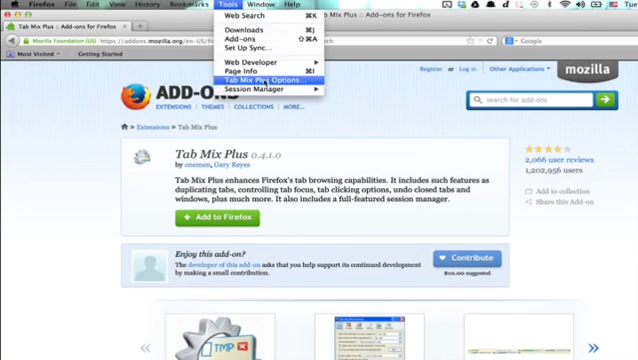 Firefox File Edit View History Bookmarks Tools Window Help
Tab Mix Plus :: Add-ons for Firefox
:: Add-ons for Firefox
Web Search ⌘K
Downloads ⌘J
Add-ons ⇧⌘A
Set Up Sync...
Web Developer
Page Info ⌘I
Tab Mix Plus Options...
Session Manager
Mozilla Foundation (US) https://addons.mozilla.org/en-US/fi
Google
Most Visited Getting Started
Register or Log in Other Applications mozilla
ADD-ONS
EXTENSIONS THEMES COLLECTIONS MORE...
search for add-ons
Extensions Tab Mix Plus
Tab Mix Plus 0.4.1.0
by onemen, Gary Reyes
Tab Mix Plus enhances Firefox's tab browsing capabilities. It includes such features as
duplicating tabs, controlling tab focus, tab clicking options, undo closed tabs and
windows, plus much more. It also includes a full-featured session manager.
+ Add to Firefox
2,066 user reviews
1,202,956 users
Add to collection
Share this Add-on
Enjoy this add-on?
The developer of this add-on asks that you help support its continued development
by making a small contribution.
Contribute
$10.00 suggested
TMP